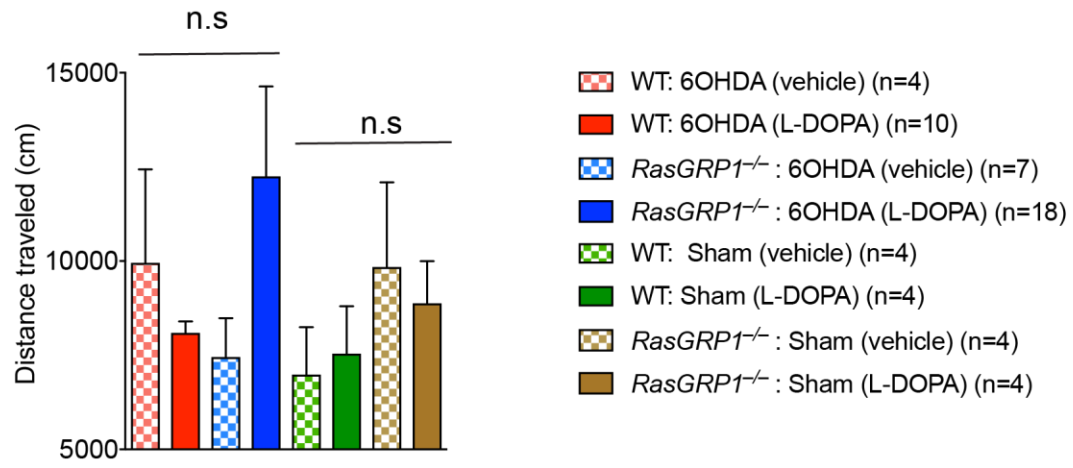 n.s
n.s
15000
10000
5000
Distance traveled (cm)
WT: 6OHDA (vehicle) (n=4)
WT: 6OHDA (L-DOPA) (n=10)
RasGRP1–/– : 6OHDA (vehicle) (n=7)
RasGRP1–/– : 6OHDA (L-DOPA) (n=18)
WT: Sham (vehicle) (n=4)
WT: Sham (L-DOPA) (n=4)
RasGRP1–/– : Sham (vehicle) (n=4)
RasGRP1–/– : Sham (L-DOPA) (n=4)